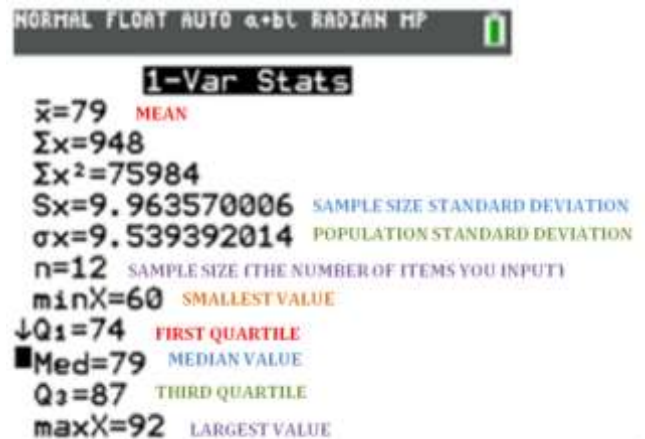 NORMAL FLOAT AUTO a+bi RADIAN MP
1-Var Stats
x̄=79 MEAN
Σx=948
Σx²=75984
Sx=9.963570006 SAMPLE SIZE STANDARD DEVIATION
σx=9.539392014 POPULATION STANDARD DEVIATION
n=12 SAMPLE SIZE (THE NUMBER OF ITEMS YOU INPUT)
minX=60 SMALLEST VALUE
↓Q₁=74 FIRST QUARTILE
Med=79 MEDIAN VALUE
Q₃=87 THIRD QUARTILE
maxX=92 LARGEST VALUE